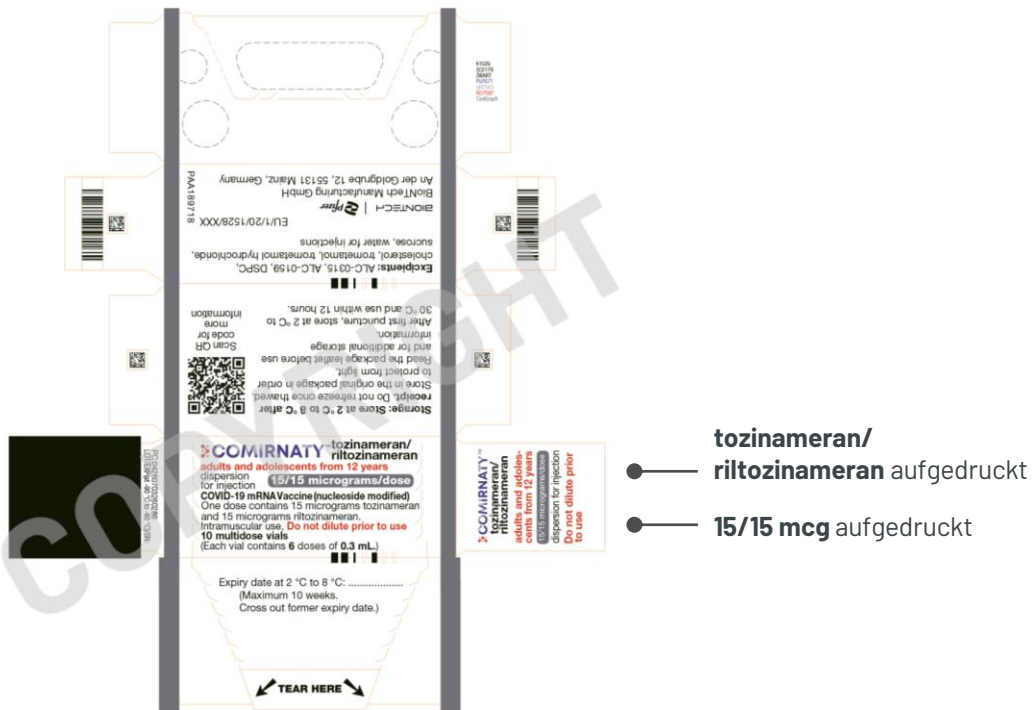 KY029
ZWART
An der Goldgrube 12, 55131 Mainz, Germany
BioNTech Manufacturing GmbH
BIONTECH | Pfizer
EU/1/20/1528/XXX
PAA189718
Excipients: ALC-0315, ALC-0159, DSPC,
cholesterol, trometamol, trometamol hydrochloride,
sucrose, water for injections
Storage: Store at 2 °C to 8 °C after
receipt. Do not refreeze once thawed.
Store in the original package in order
to protect from light.
Read the package leaflet before use
and for additional storage
information.
After first puncture, store at 2 °C to
30 °C and use within 12 hours.
Scan QR
code for
more
information
COPYRIGHT
COMIRNATY™ tozinameran/
riltozinameran
adults and adolescents from 12 years
dispersion
for injection
15/15 micrograms/dose
COVID-19 mRNA Vaccine (nucleoside modified)
One dose contains 15 micrograms tozinameran
and 15 micrograms riltozinameran.
Intramuscular use. Do not dilute prior to use
10 multidose vials
(Each vial contains 6 doses of 0.3 mL.)
COMIRNATY™
tozinameran/
riltozinameran
adults and adoles-
cents from 12 years
15/15 micrograms/dose
dispersion for injection
Do not dilute prior
to use
Expiry date at 2 °C to 8 °C: ....................
(Maximum 10 weeks.
Cross out former expiry date.)
TEAR HERE
tozinameran/
riltozinameran aufgedruckt
15/15 mcg aufgedruckt